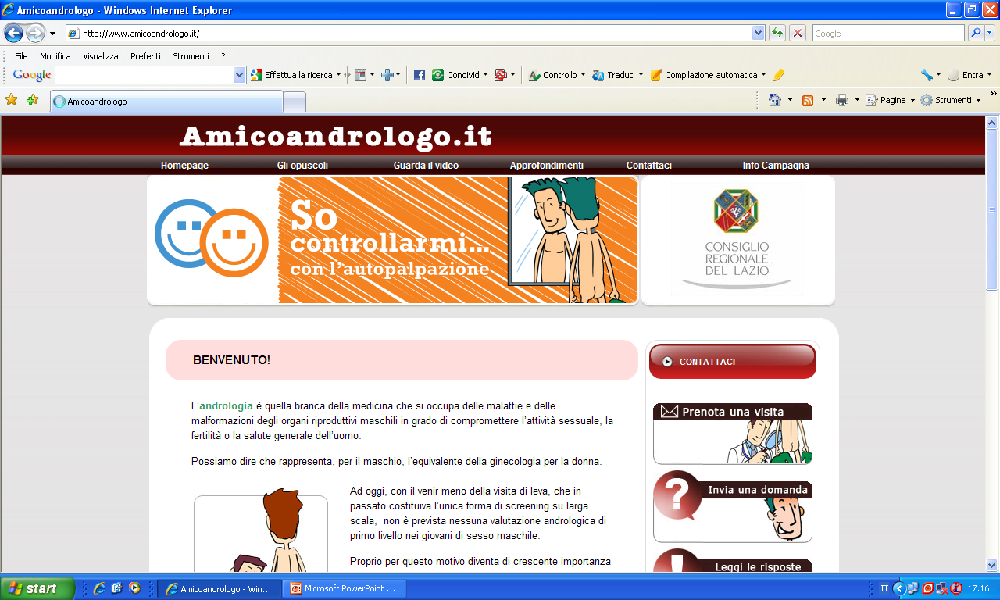 Amicoandrologo - Windows Internet Explorer
http://www.amicoandrologo.it/
Google
File Modifica Visualizza Preferiti Strumenti ?
Google Effettua la ricerca Condividi Controllo Traduci Compilazione automatica Entra
Amicoandrologo
Pagina Strumenti »
Amicoandrologo.it
Homepage Gli opuscoli Guarda il video Approfondimenti Contattaci Info Campagna
So
controllarmi...
con l'autopalpazione
CONSIGLIO
REGIONALE
DEL LAZIO
BENVENUTO!
L'andrologia è quella branca della medicina che si occupa delle malattie e delle
malformazioni degli organi riproduttivi maschili in grado di compromettere l'attività sessuale, la
fertilità o la salute generale dell'uomo.
Possiamo dire che rappresenta, per il maschio, l'equivalente della ginecologia per la donna.
Ad oggi, con il venir meno della visita di leva, che in
passato costituiva l'unica forma di screening su larga
scala, non è prevista nessuna valutazione andrologica di
primo livello nei giovani di sesso maschile.
Proprio per questo motivo diventa di crescente importanza
CONTATTACI
Prenota una visita
? Invia una domanda
! Leggi le risposte
start
Amicoandrologo - Win...
Microsoft PowerPoint ...
IT
17.16